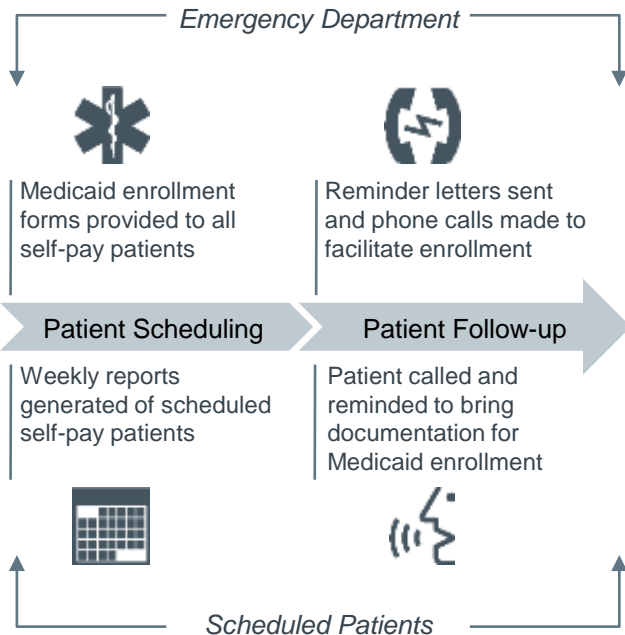 Emergency Department
Medicaid enrollment
forms provided to all
self-pay patients
Reminder letters sent
and phone calls made to
facilitate enrollment
Patient Scheduling
Patient Follow-up
Weekly reports
generated of scheduled
self-pay patients
Patient called and
reminded to bring
documentation for
Medicaid enrollment
Scheduled Patients